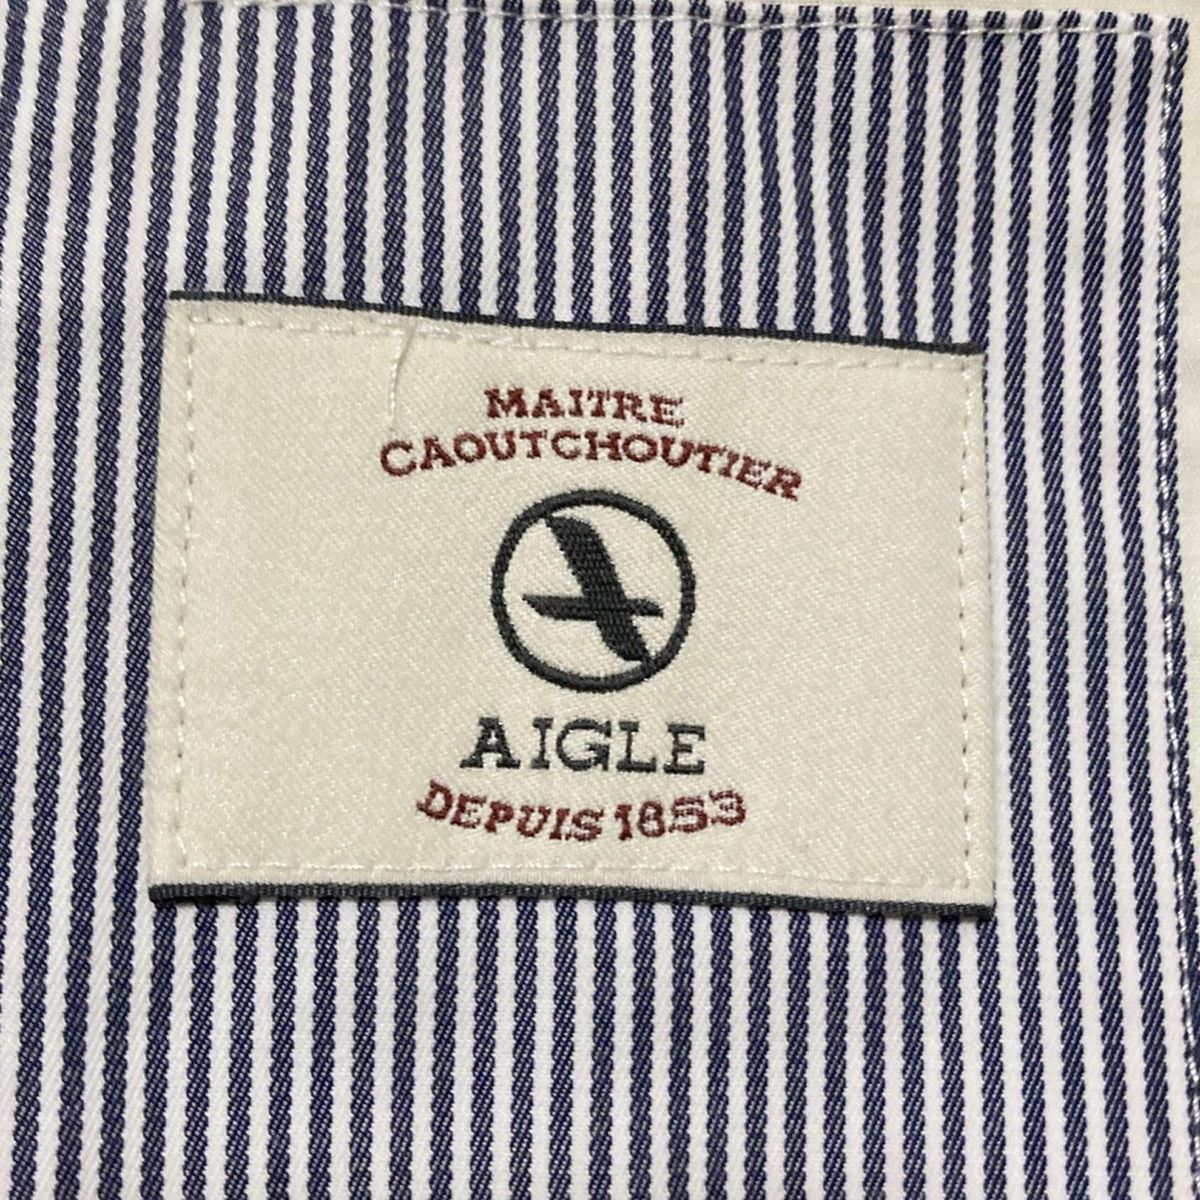 MAITRE
CAOUTCHOUTIER
AIGLE
DEPUIS 1853